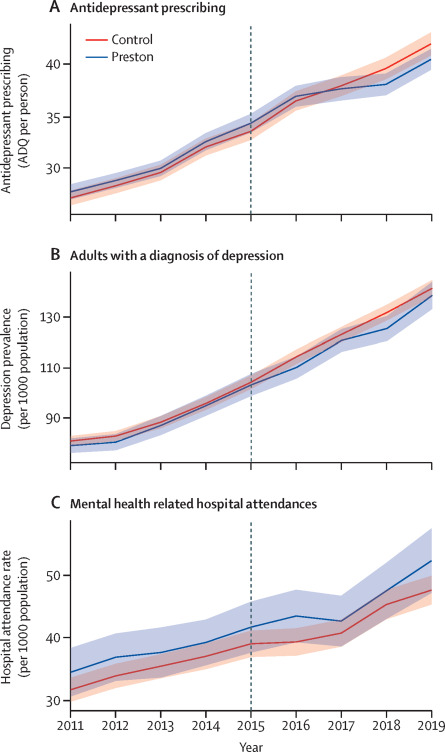 A Antidepressant prescribing
Control
Preston
Antidepressant prescribing
(ADQ per person)
40
35
30
B Adults with a diagnosis of depression
Depression prevalence
(per 1000 population)
130
110
90
C Mental health related hospital attendances
Hospital attendance rate
(per 1000 population)
50
40
30
2011 2012 2013 2014 2015 2016 2017 2018 2019
Year